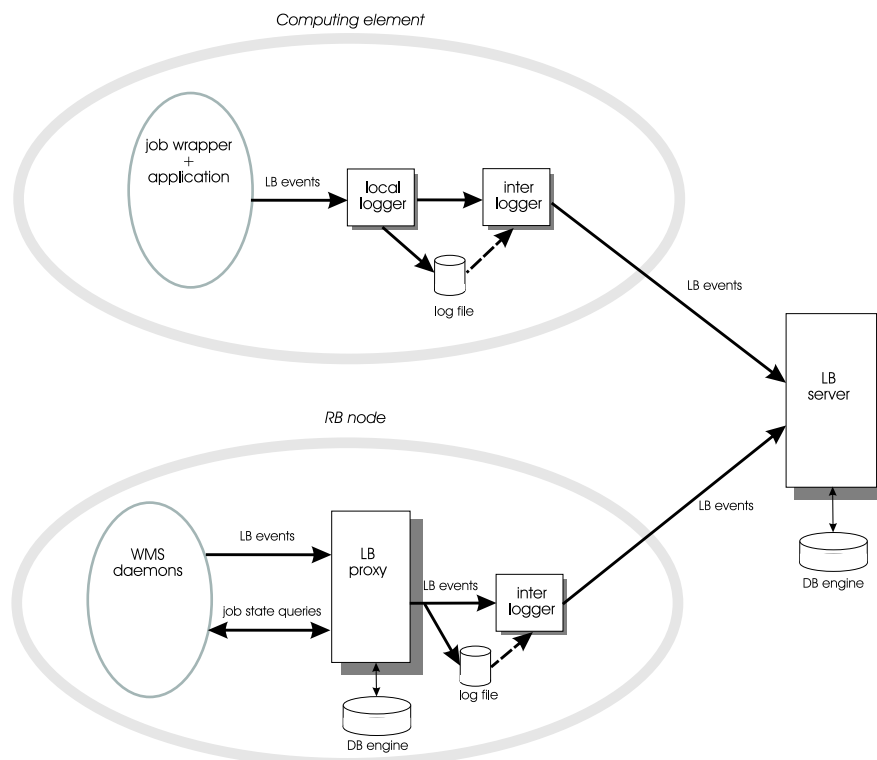 Computing element
job wrapper
+
application
LB events
local
logger
inter
logger
log file
LB events
LB
server
DB engine
RB node
WMS
daemons
LB events
job state queries
LB
proxy
LB events
inter
logger
log file
DB engine
LB events